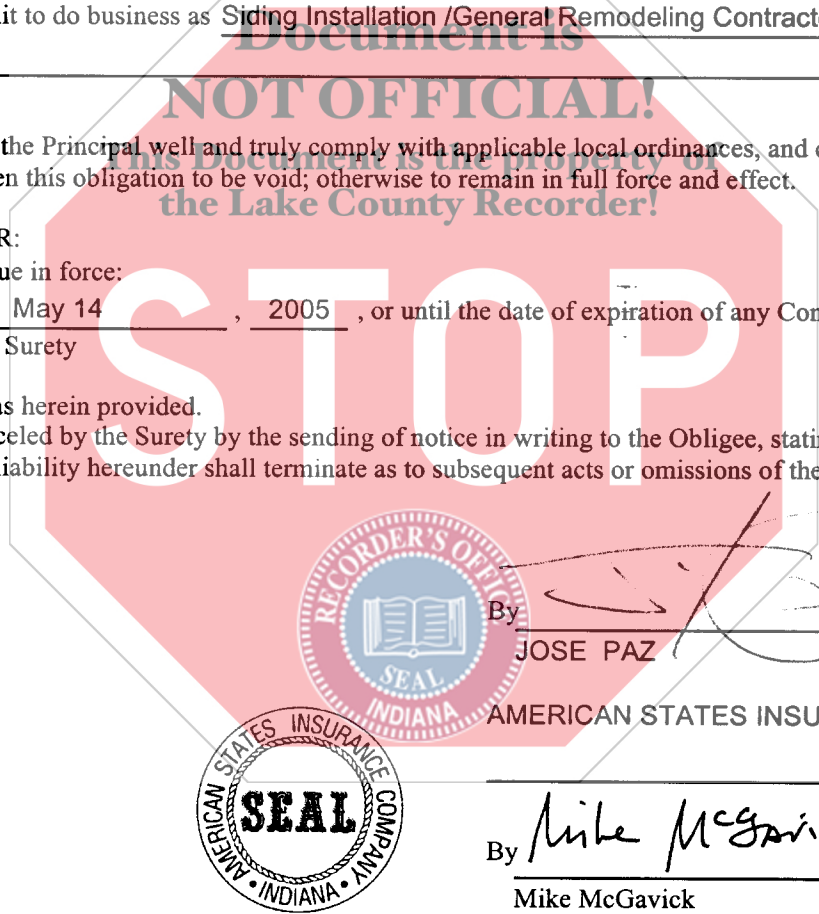 it to do business as Siding Installation /General Remodeling Contract
Document is
NOT OFFICIAL!
the Principal well and truly comply with applicable local ordinances, and
This Document is the property of
en this obligation to be void; otherwise to remain in full force and effect.
the Lake County Recorder!
R:
ue in force:
May 14 , 2005 , or until the date of expiration of any Con
Surety
STOP
as herein provided.
celed by the Surety by the sending of notice in writing to the Obligee, stati
iability hereunder shall terminate as to subsequent acts or omissions of the
RECORDER'S OFFICE
SEAL
INDIANA
By
JOSE PAZ
AMERICAN STATES INSU
AMERICAN STATES INSURANCE COMPANY
SEAL
• INDIANA •
By Mike McGavi
Mike McGavick